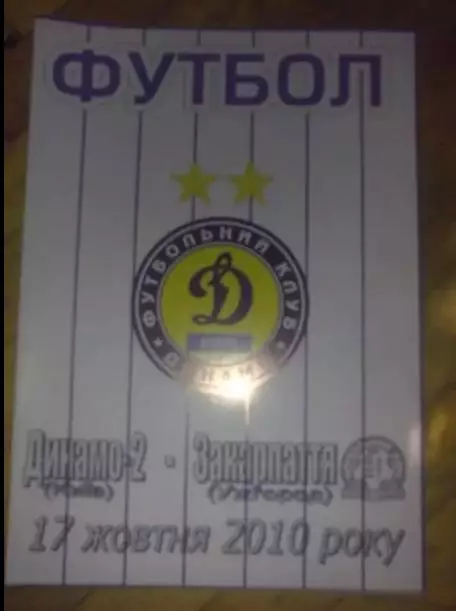 ФУТБОЛ
ФУТБОЛЬНИЙ КЛУБ
Динамо-2 - Закарпаття
(Київ) (Ужгород)
17 жовтня 2010 року